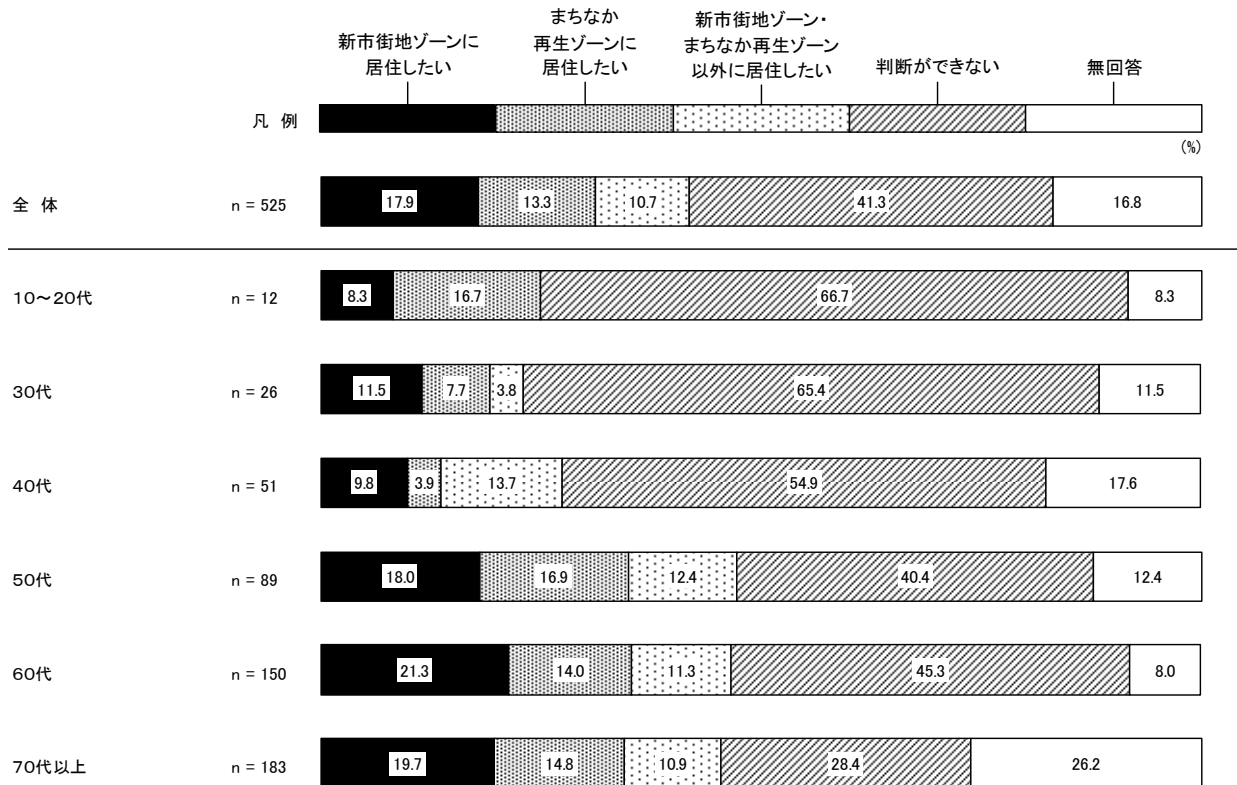 新市街地ゾーンに
居住したい
まちなか
再生ゾーンに
居住したい
新市街地ゾーン・
まちなか再生ゾーン
以外に居住したい
判断ができない
無回答
凡 例
(%)
全 体 n = 525 17.9 13.3 10.7 41.3 16.8
10～20代 n = 12 8.3 16.7 66.7 8.3
30代 n = 26 11.5 7.7 3.8 65.4 11.5
40代 n = 51 9.8 3.9 13.7 54.9 17.6
50代 n = 89 18.0 16.9 12.4 40.4 12.4
60代 n = 150 21.3 14.0 11.3 45.3 8.0
70代以上 n = 183 19.7 14.8 10.9 28.4 26.2